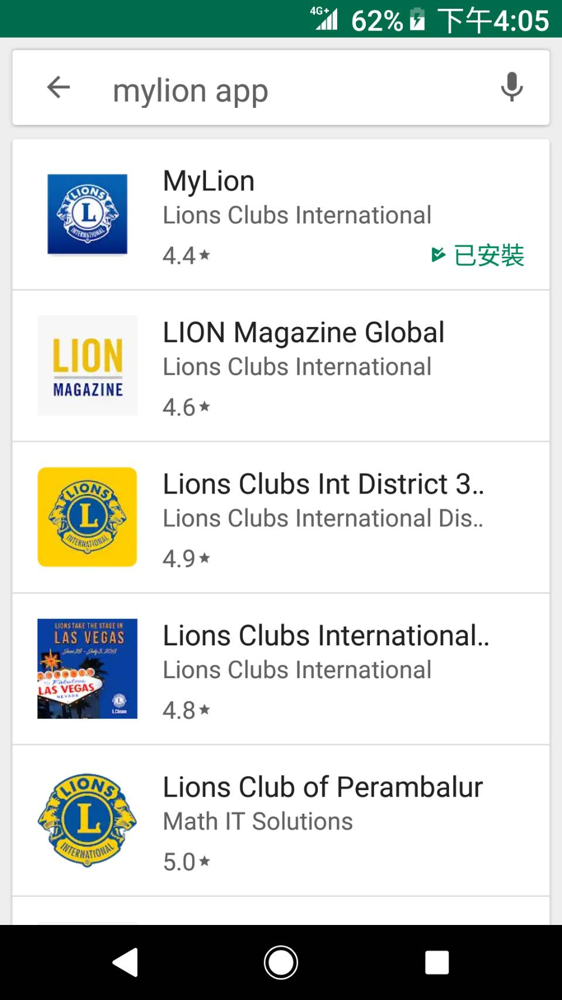 4G+ 62% 下午4:05
mylion app
LIONS
L
INTERNATIONAL
MyLion
Lions Clubs International
4.4★
已安裝
LION
MAGAZINE
LION Magazine Global
Lions Clubs International
4.6★
LIONS
L
INTERNATIONAL
Lions Clubs Int District 3..
Lions Clubs International Dis..
4.9★
LIONS TAKE THE STAGE IN
LAS VEGAS
June 29 - July 3, 2018
WELCOME
TO Fabulous
LAS VEGAS
NEVADA
LCIcon
Lions Clubs International..
Lions Clubs International
4.8★
LIONS
L
INTERNATIONAL
®
Lions Club of Perambalur
Math IT Solutions
5.0★